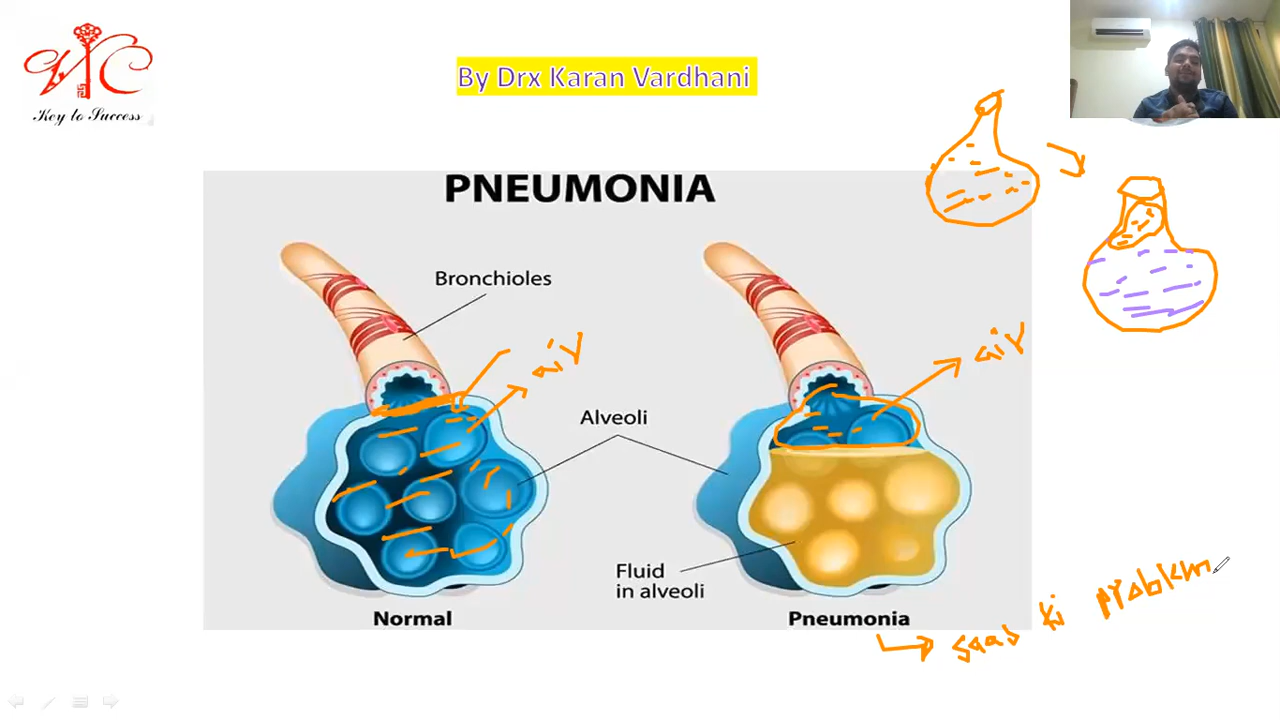 VKC
Key to Success
By Drx Karan Vardhani
PNEUMONIA
Bronchioles
air
air
Alveoli
Fluid
in alveoli
Normal
Pneumonia
saas ki problem